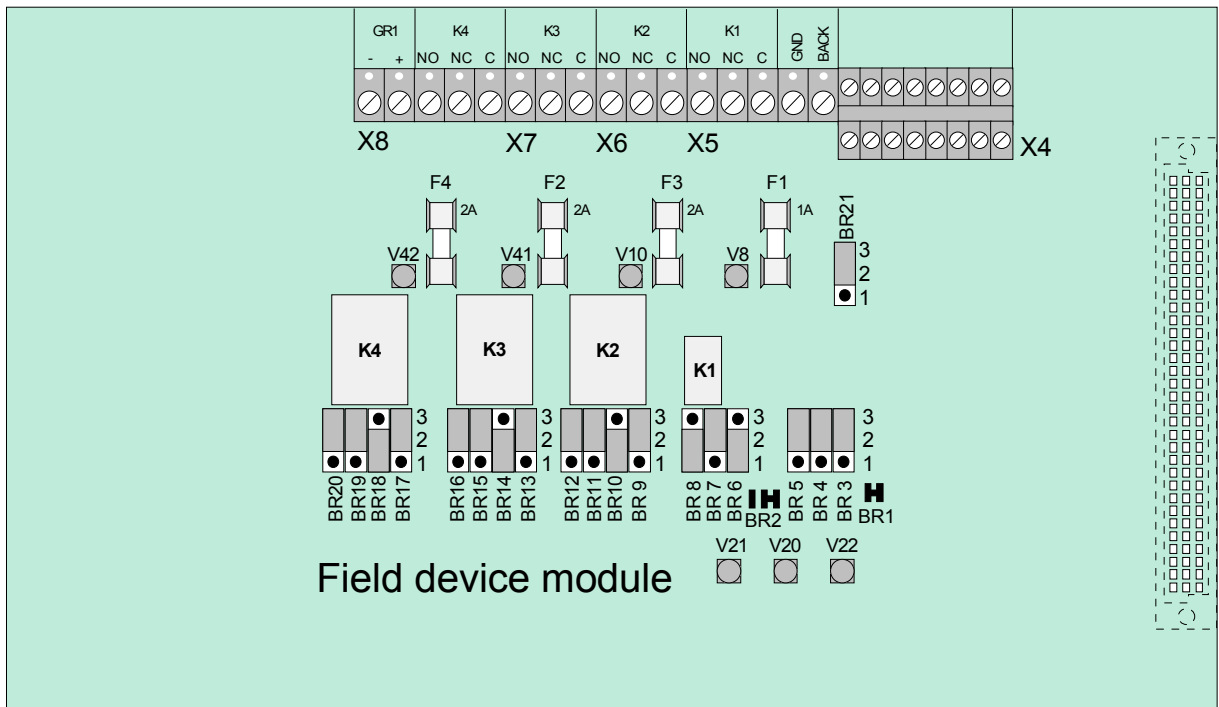 GR1 K4 K3 K2 K1 GND BACK
- + NO NC C NO NC C NO NC C NO NC C
X8 X7 X6 X5 X4
F4 F2 F3 F1
2A 2A 2A 1A
BR21
V42 V41 V10 V8
3
2
1
K4 K3 K2 K1
3 3 3 3 3
2 2 2 2 2
1 1 1 1 1
BR20 BR19 BR18 BR17 BR16 BR15 BR14 BR13 BR12 BR11 BR10 BR 9 BR 8 BR 7 BR 6 BR2 BR 5 BR 4 BR 3 BR1
V21 V20 V22
Field device module